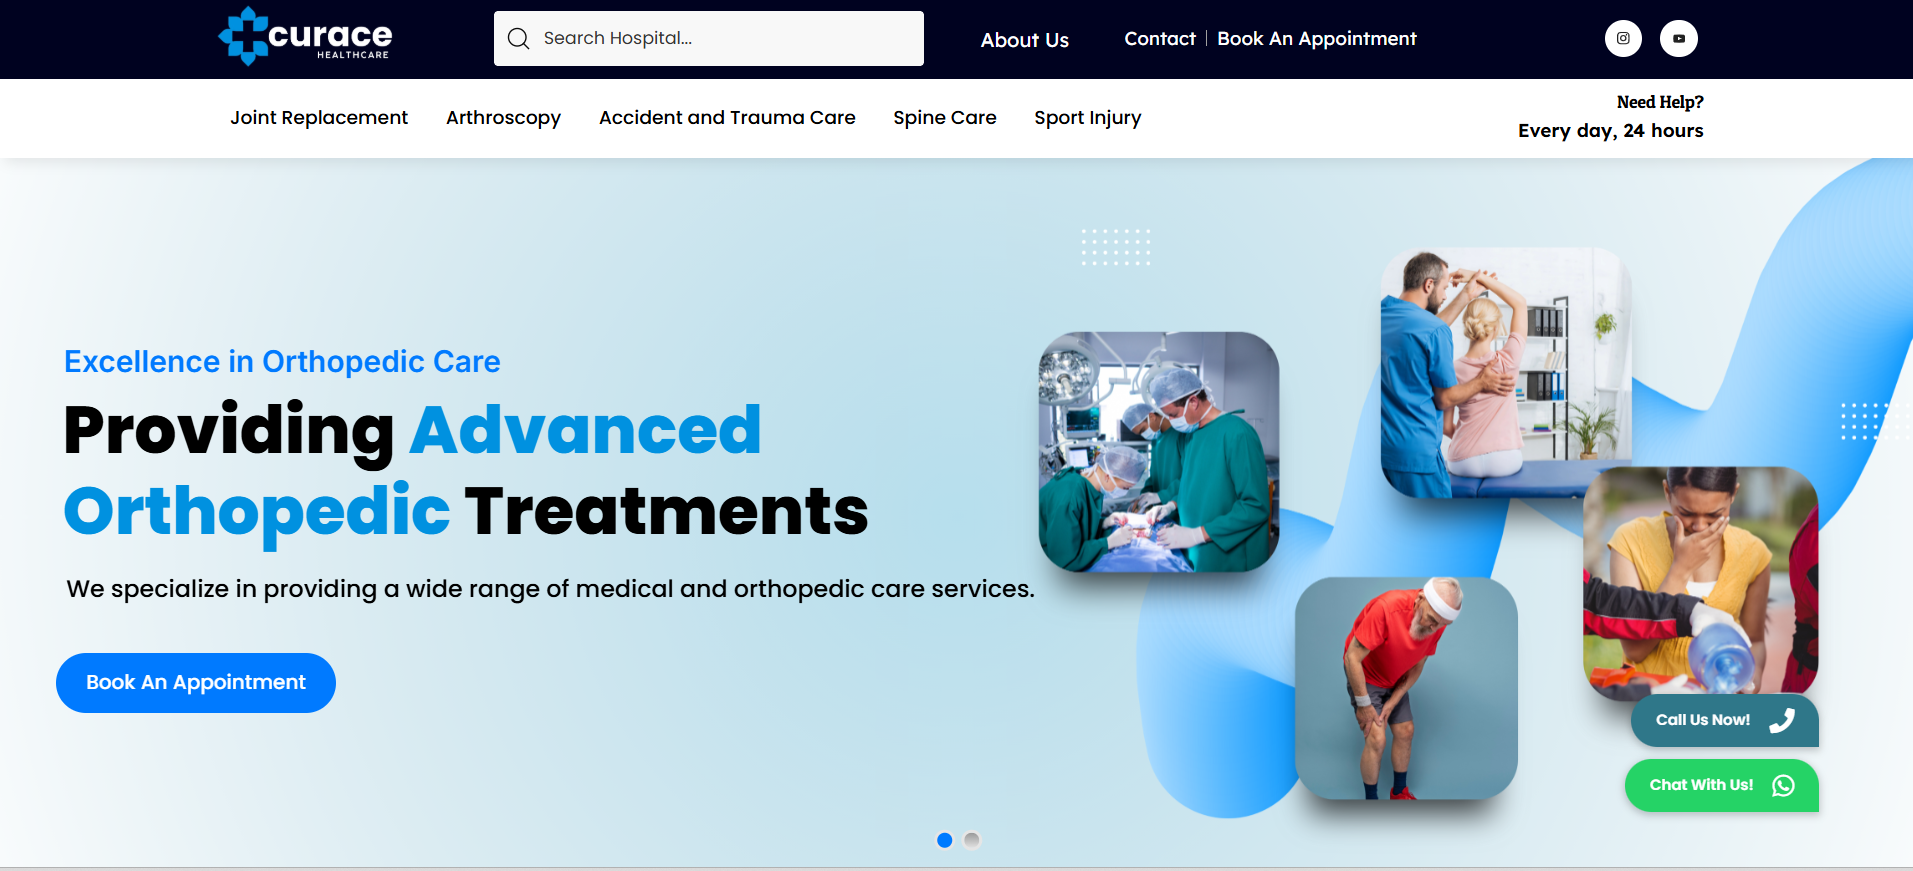 curace
HEALTHCARE
Search Hospital...
About Us
Contact
Book An Appointment
Joint Replacement
Arthroscopy
Accident and Trauma Care
Spine Care
Sport Injury
Need Help?
Every day, 24 hours
Excellence in Orthopedic Care
Providing Advanced
Orthopedic Treatments
We specialize in providing a wide range of medical and orthopedic care services.
Book An Appointment
Call Us Now!
Chat With Us!